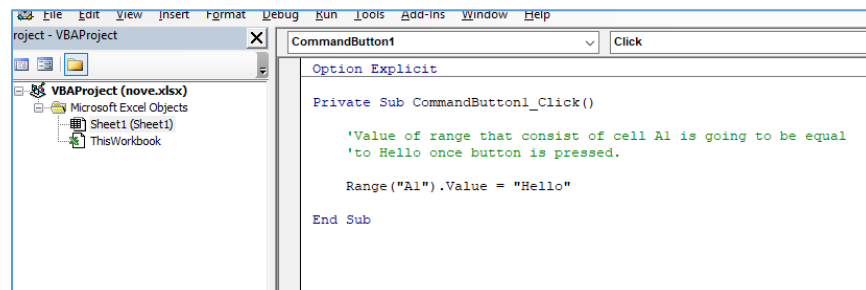 File Edit View Insert Format Debug Run Tools Add-Ins Window Help
roject - VBAProject
CommandButton1 Click
VBAProject (nove.xlsx)
Microsoft Excel Objects
Sheet1 (Sheet1)
ThisWorkbook
Option Explicit
Private Sub CommandButton1_Click()
'Value of range that consist of cell A1 is going to be equal
'to Hello once button is pressed.
Range("A1").Value = "Hello"
End Sub